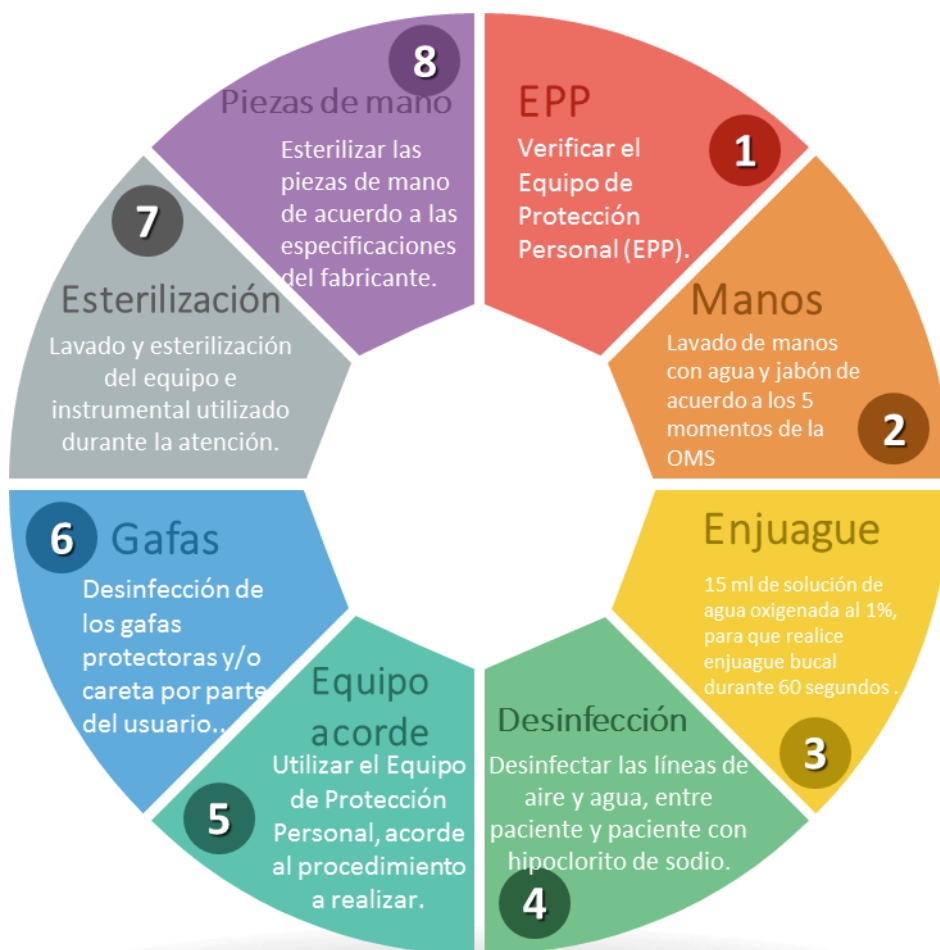 1
EPP
Verificar el
Equipo de
Protección
Personal (EPP).
2
Manos
Lavado de manos
con agua y jabón de
acuerdo a los 5
momentos de la
OMS
3
Enjuague
15 ml de solución de
agua oxigenada al 1%,
para que realice
enjuague bucal
durante 60 segundos .
4
Desinfección
Desinfectar las líneas de
aire y agua, entre
paciente y paciente con
hipoclorito de sodio.
5
Equipo
acorde
Utilizar el Equipo
de Protección
Personal, acorde
al procedimiento
a realizar.
6
Gafas
Desinfección de
los gafas
protectoras y/o
careta por parte
del usuario..
7
Esterilización
Lavado y esterilización
del equipo e
instrumental utilizado
durante la atención.
8
Piezas de mano
Esterilizar las
piezas de mano
de acuerdo a las
especificaciones
del fabricante.